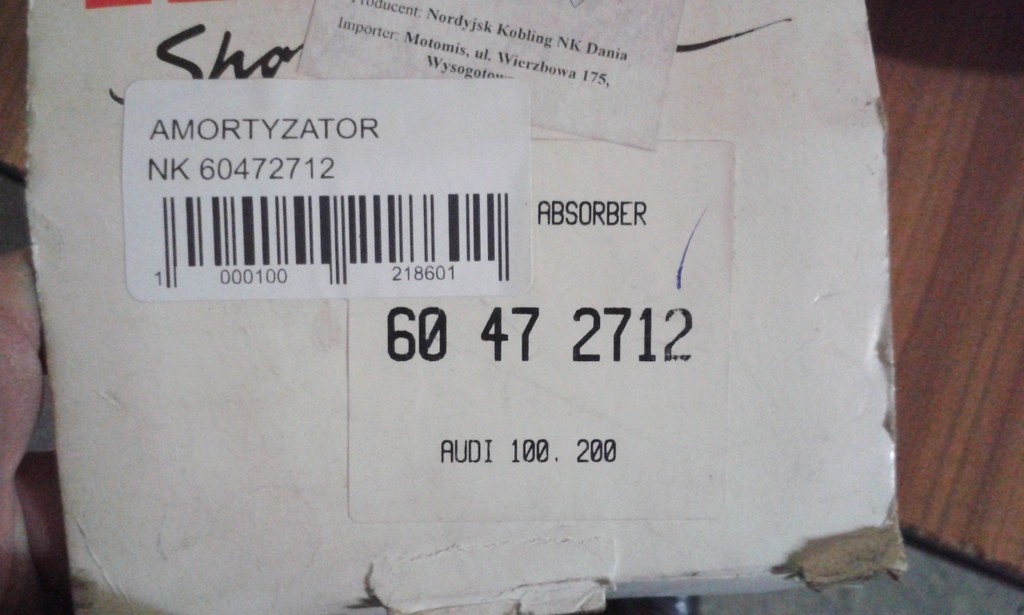 Producent: Nordyjsk Kobling NK Dania
Importer: Motomis, ul. Wierzbowa 175,
Sho
AMORTYZATOR
NK 60472712
1 000100 218601
ABSORBER
60 47 2712
AUDI 100. 200